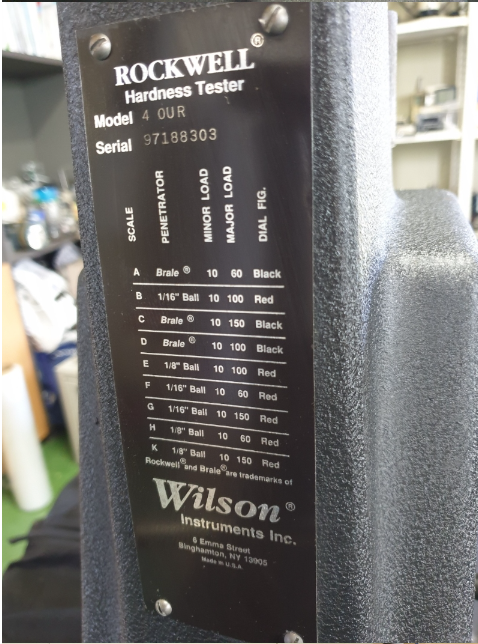 ROCKWELL®
Hardness Tester
Model 4 OUR
Serial 97188303
SCALE PENETRATOR MINOR LOAD MAJOR LOAD DIAL FIG.
A Brale® 10 60 Black
B 1/16" Ball 10 100 Red
C Brale® 10 150 Black
D Brale® 10 100 Black
E 1/8" Ball 10 100 Red
F 1/16" Ball 10 60 Red
G 1/16" Ball 10 150 Red
H 1/8" Ball 10 60 Red
K 1/8" Ball 10 150 Red
Rockwell® and Brale® are trademarks of
Wilson®
Instruments Inc.
6 Emma Street
Binghamton, NY 13905
Made in U.S.A.